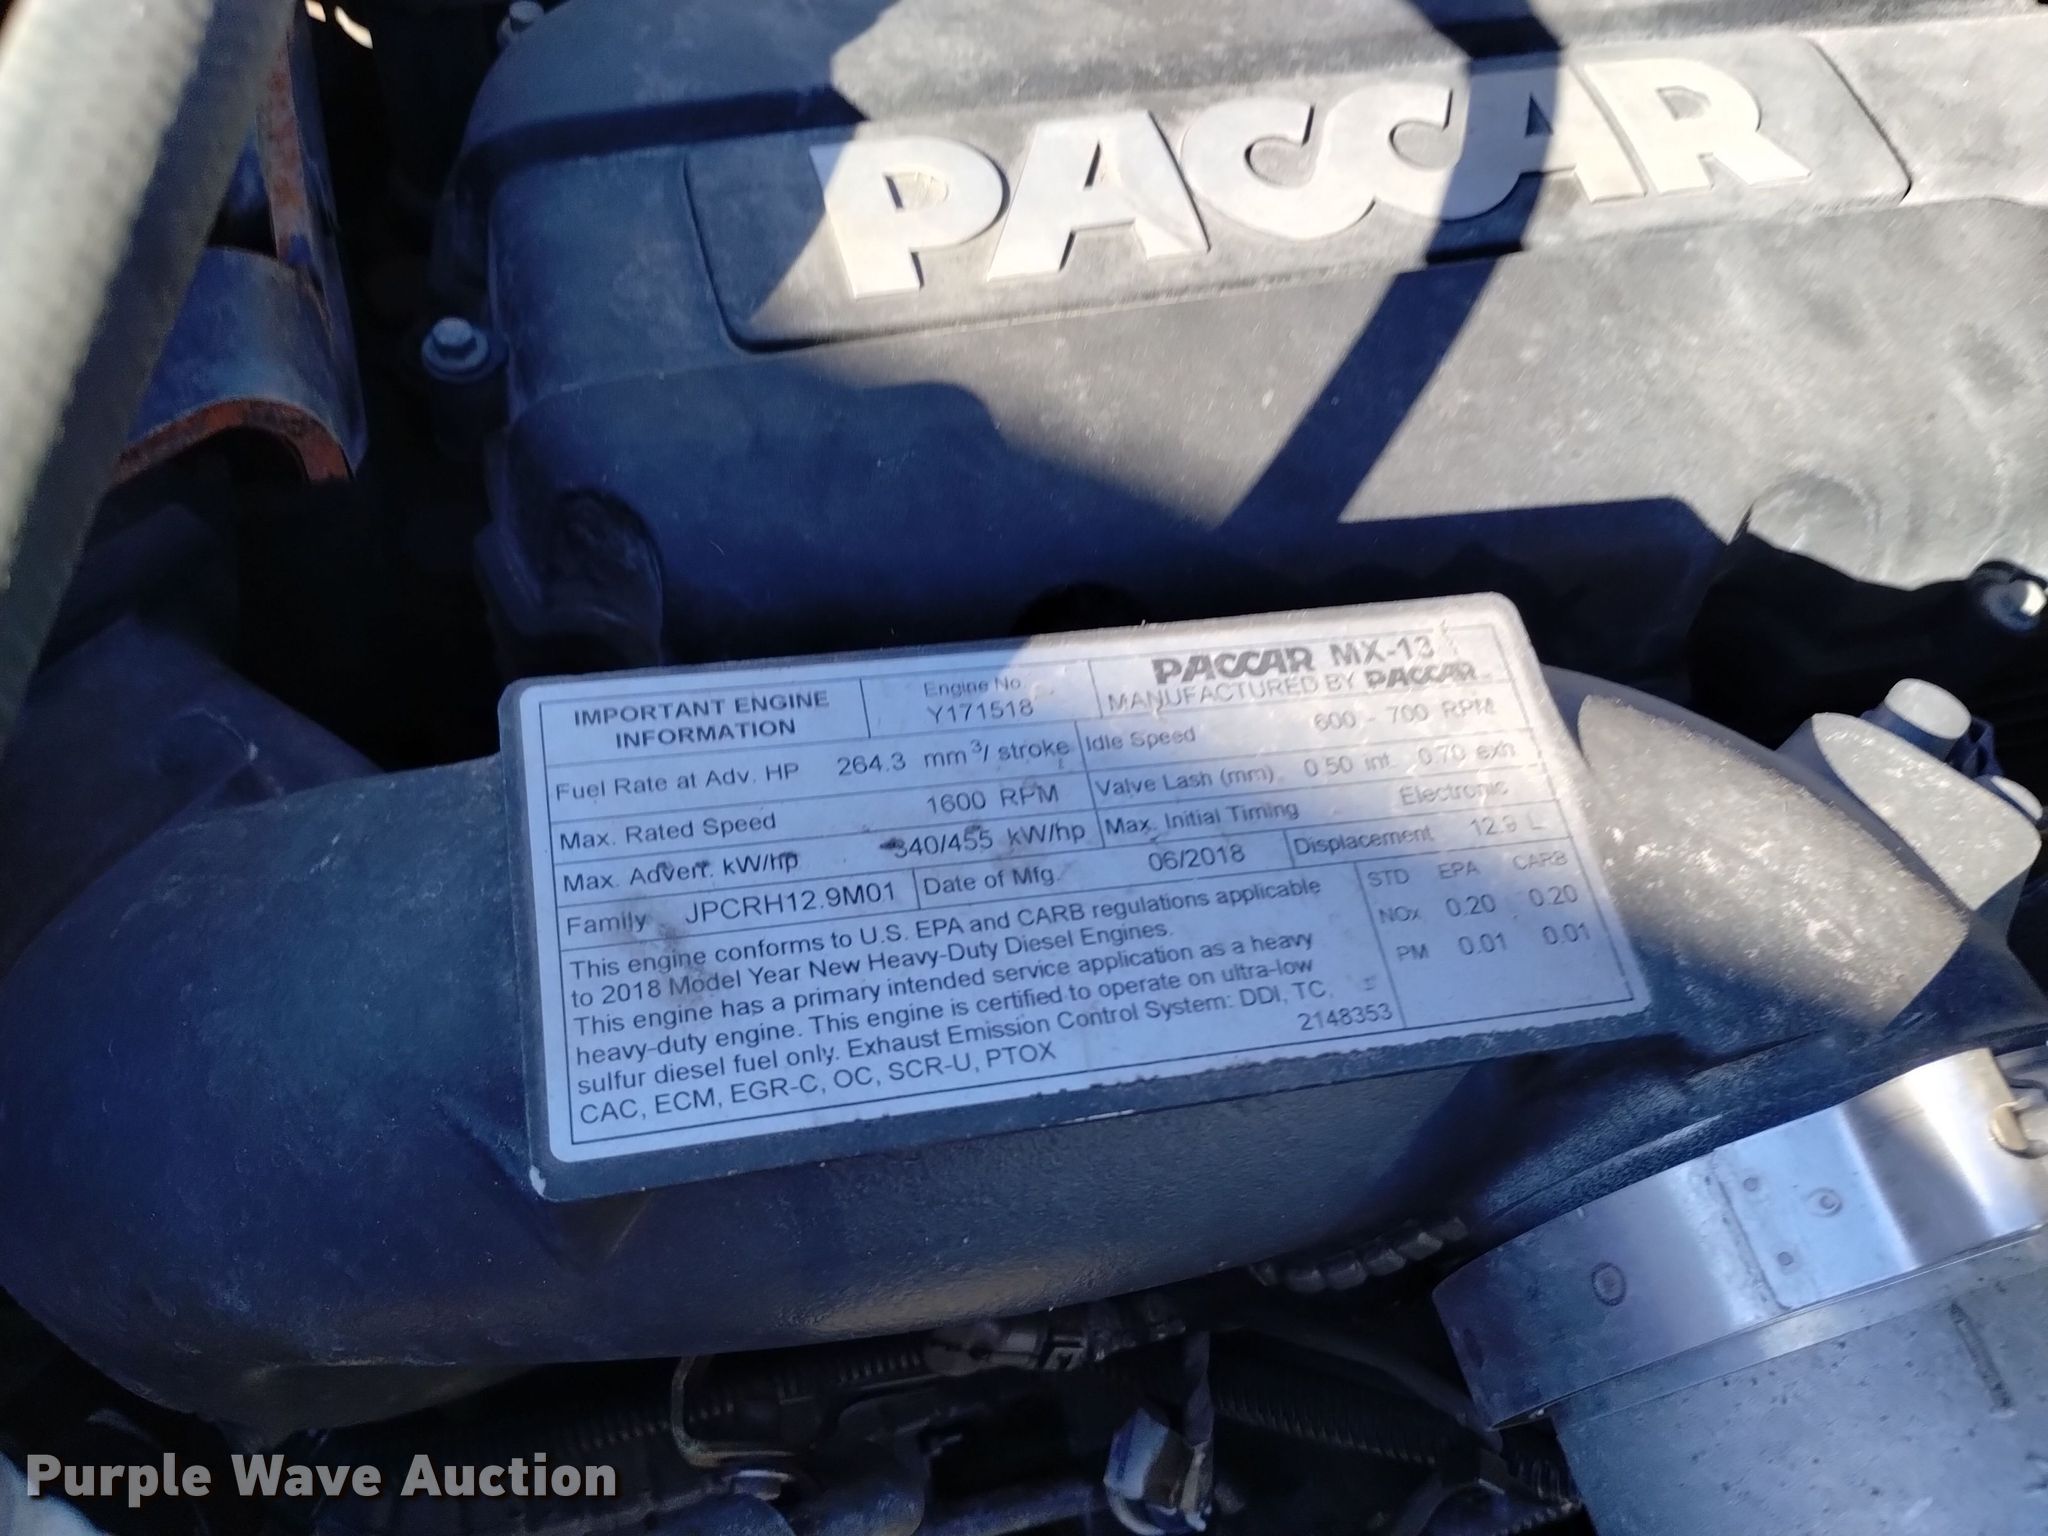 PACCAR
IMPORTANT ENGINE INFORMATION
Engine No.
Y171518
PACCAR MX-13
MANUFACTURED BY PACCAR
Fuel Rate at Adv. HP 264.3 mm³/ stroke
Idle Speed 600 - 700 RPM
Max. Rated Speed 1600 RPM
Valve Lash (mm) 0.50 int. 0.70 exh
Max. Advert. kW/hp 340/455 kW/hp
Max. Initial Timing Electronic
Family JPCRH12.9M01
Date of Mfg. 06/2018
Displacement 12.9 L
This engine conforms to U.S. EPA and CARB regulations applicable
to 2018 Model Year New Heavy-Duty Diesel Engines.
This engine has a primary intended service application as a heavy
heavy-duty engine. This engine is certified to operate on ultra-low
sulfur diesel fuel only. Exhaust Emission Control System: DDI, TC,
CAC, ECM, EGR-C, OC, SCR-U, PTOX
2148353
STD EPA CARB
NOx 0.20 0.20
PM 0.01 0.01
Purple Wave Auction